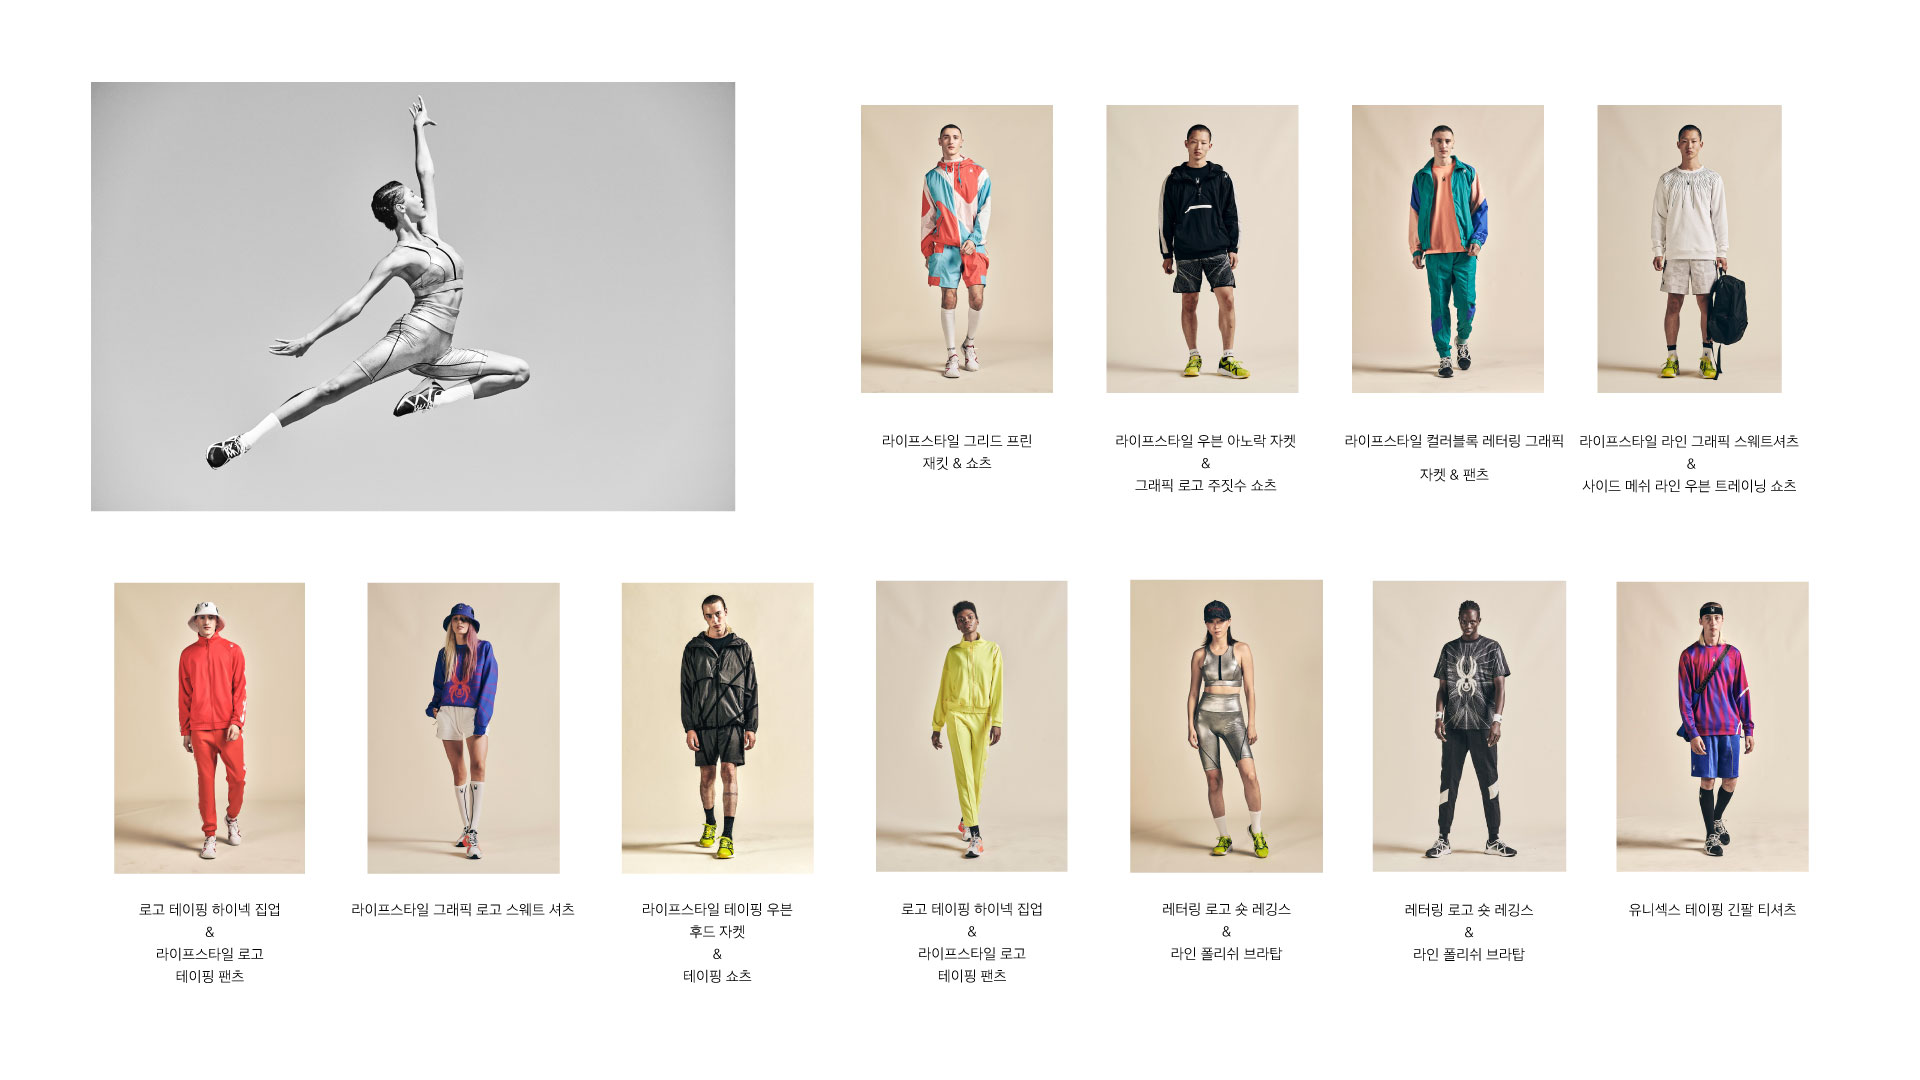 라이프스타일 그리드 프린
재킷 & 쇼츠
라이프스타일 우븐 아노락 자켓
&
그래픽 로고 주짓수 쇼츠
라이프스타일 컬러블록 레터링 그래픽
자켓 & 팬츠
라이프스타일 라인 그래픽 스웨트셔츠
&
사이드 메쉬 라인 우븐 트레이닝 쇼츠
로고 테이핑 하이넥 집업
&
라이프스타일 로고
테이핑 팬츠
라이프스타일 그래픽 로고 스웨트 셔츠
라이프스타일 테이핑 우븐
후드 자켓
&
테이핑 쇼츠
로고 테이핑 하이넥 집업
&
라이프스타일 로고
테이핑 팬츠
레터링 로고 숏 레깅스
&
라인 폴리쉬 브라탑
레터링 로고 숏 레깅스
&
라인 폴리쉬 브라탑
유니섹스 테이핑 긴팔 티셔츠